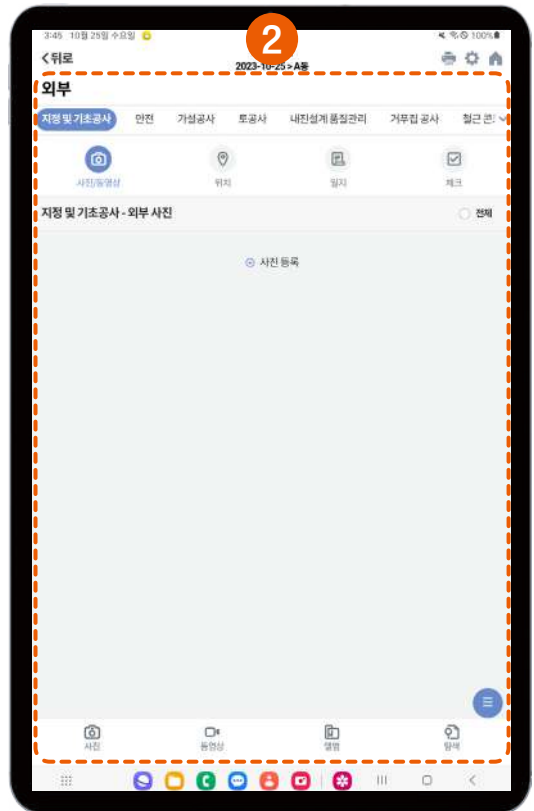 3:45 10월 25일 수요일 100%
2
<뒤로
2023-10-25 > A동
외부
지정 및 기초공사 안전 가설공사 토공사 내진설계 품질관리 거푸집 공사 철근 콘
사진/동영상 위치 일지 체크
지정 및 기초공사 - 외부 사진 전체
사진 등록
사진 동영상 앨범 탐색